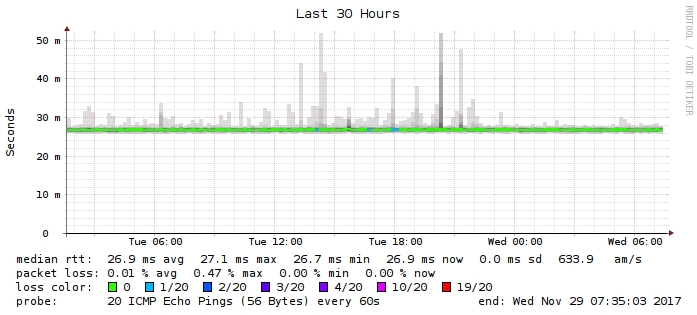 Last 30 Hours
RRDTOOL / TOBI OETIKER
Seconds
50 m
40 m
30 m
20 m
10 m
0
Tue 06:00 Tue 12:00 Tue 18:00 Wed 00:00 Wed 06:00
median rtt: 26.9 ms avg 27.1 ms max 26.7 ms min 26.9 ms now 0.0 ms sd 633.9 am/s
packet loss: 0.01 % avg 0.47 % max 0.00 % min 0.00 % now
loss color: 0 1/20 2/20 3/20 4/20 10/20 19/20
probe: 20 ICMP Echo Pings (56 Bytes) every 60s end: Wed Nov 29 07:35:03 2017